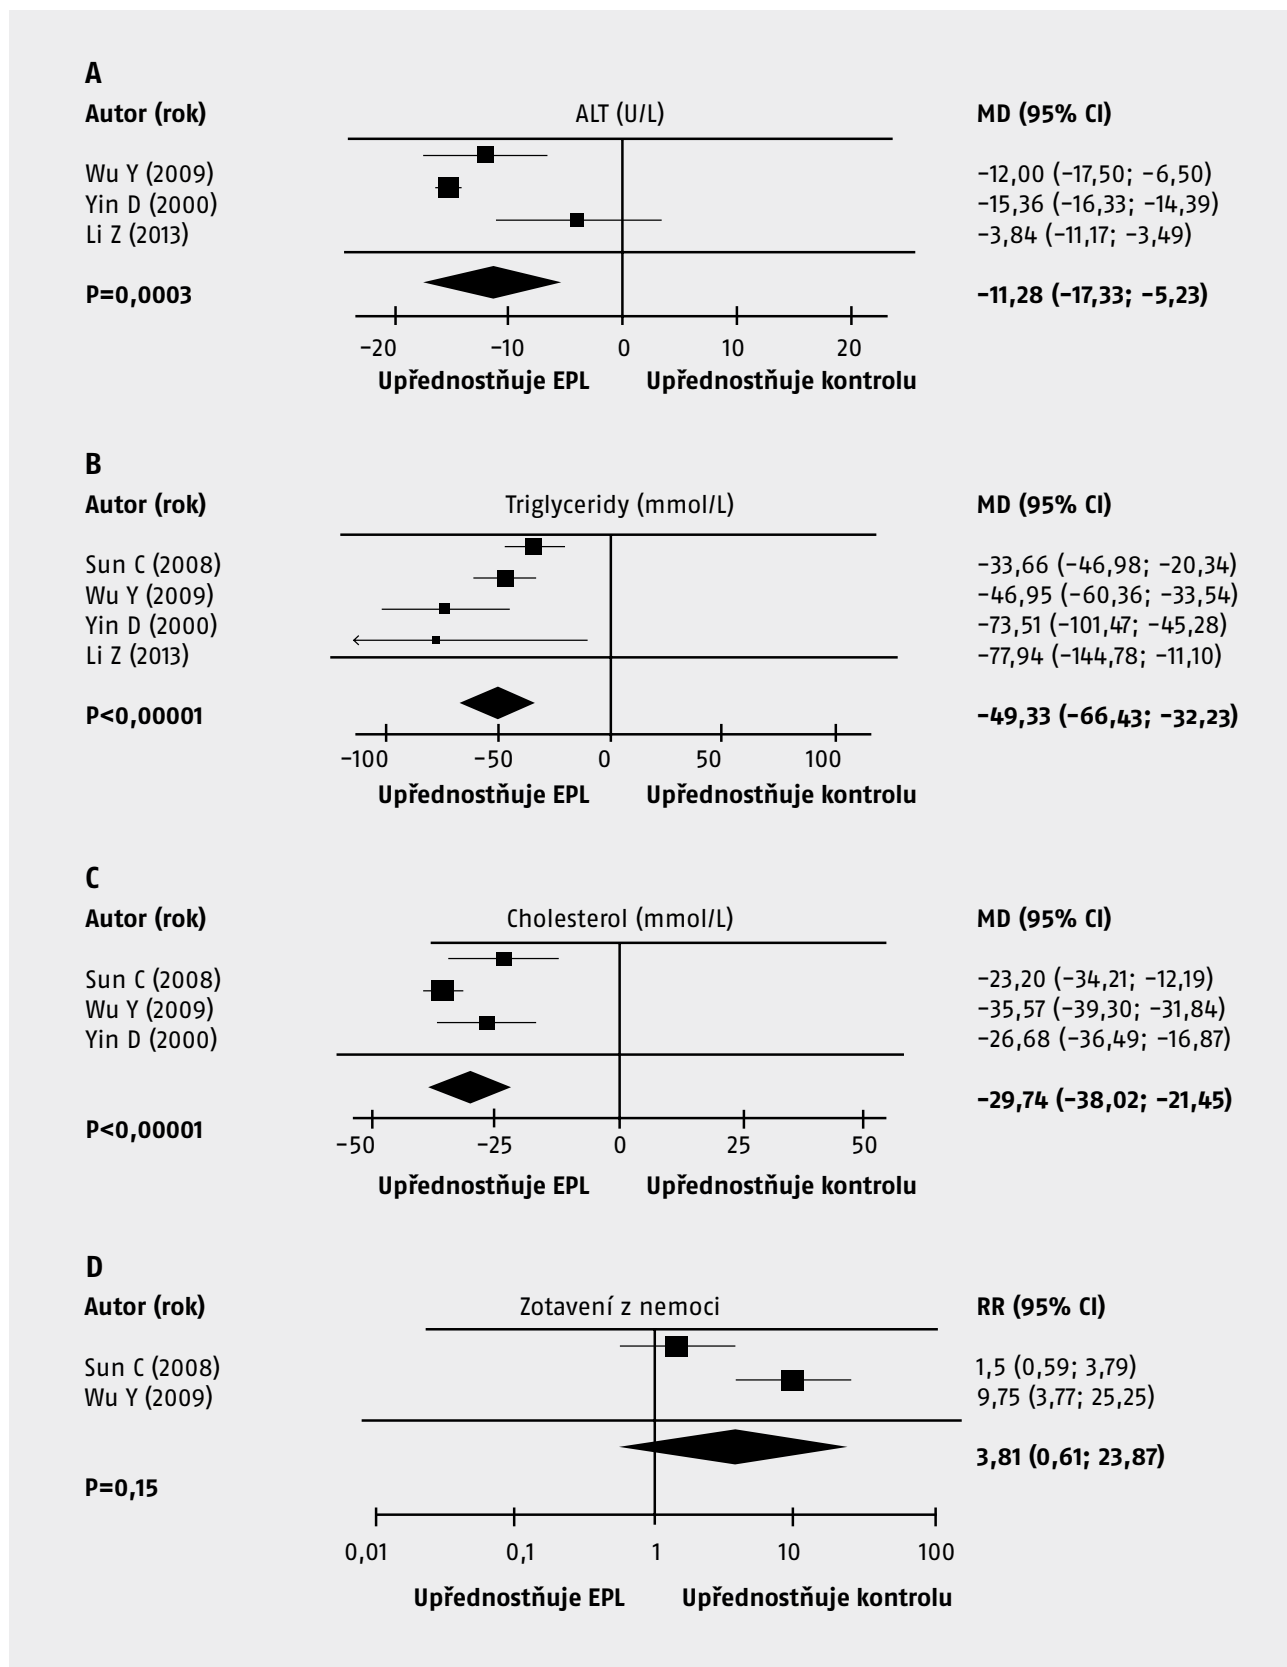 A
Autor (rok) ALT (U/L) MD (95% CI)
Wu Y (2009) −12,00 (−17,50; −6,50)
Yin D (2000) −15,36 (−16,33; −14,39)
Li Z (2013) −3,84 (−11,17; −3,49)
P=0,0003 −11,28 (−17,33; −5,23)
−20 −10 0 10 20
Upřednostňuje EPL Upřednostňuje kontrolu
B
Autor (rok) Triglyceridy (mmol/L) MD (95% CI)
Sun C (2008) −33,66 (−46,98; −20,34)
Wu Y (2009) −46,95 (−60,36; −33,54)
Yin D (2000) −73,51 (−101,47; −45,28)
Li Z (2013) −77,94 (−144,78; −11,10)
P<0,00001 −49,33 (−66,43; −32,23)
−100 −50 0 50 100
Upřednostňuje EPL Upřednostňuje kontrolu
C
Autor (rok) Cholesterol (mmol/L) MD (95% CI)
Sun C (2008) −23,20 (−34,21; −12,19)
Wu Y (2009) −35,57 (−39,30; −31,84)
Yin D (2000) −26,68 (−36,49; −16,87)
−29,74 (−38,02; −21,45)
P<0,00001
−50 −25 0 25 50
Upřednostňuje EPL Upřednostňuje kontrolu
D
Autor (rok) Zotavení z nemoci RR (95% CI)
Sun C (2008) 1,5 (0,59; 3,79)
Wu Y (2009) 9,75 (3,77; 25,25)
3,81 (0,61; 23,87)
P=0,15
0,01 0,1 1 10 100
Upřednostňuje EPL Upřednostňuje kontrolu